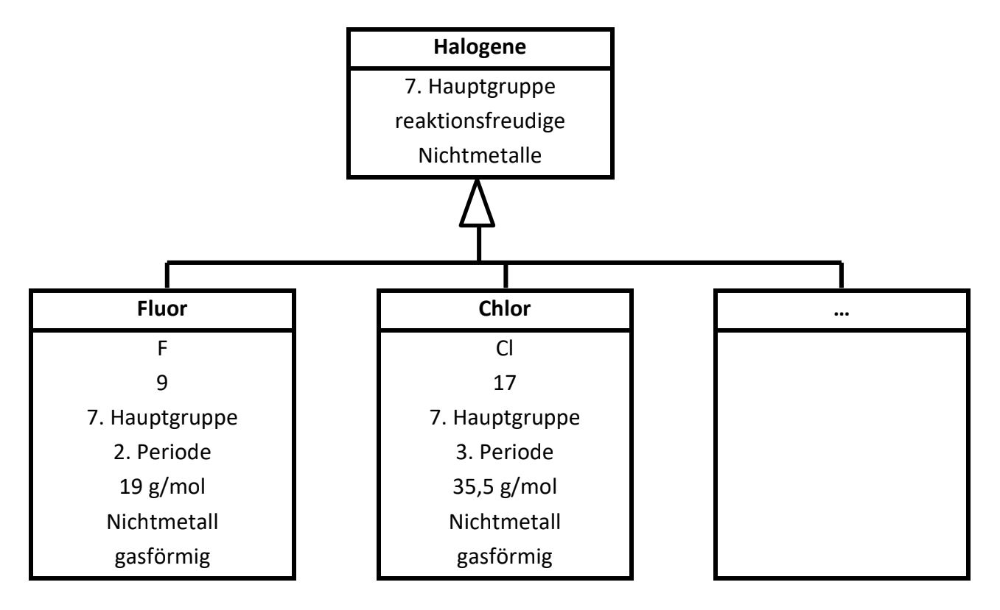 Halogene
7. Hauptgruppe
reaktionsfreudige
Nichtmetalle
Fluor
F
9
7. Hauptgruppe
2. Periode
19 g/mol
Nichtmetall
gasförmig
Chlor
Cl
17
7. Hauptgruppe
3. Periode
35,5 g/mol
Nichtmetall
gasförmig
...